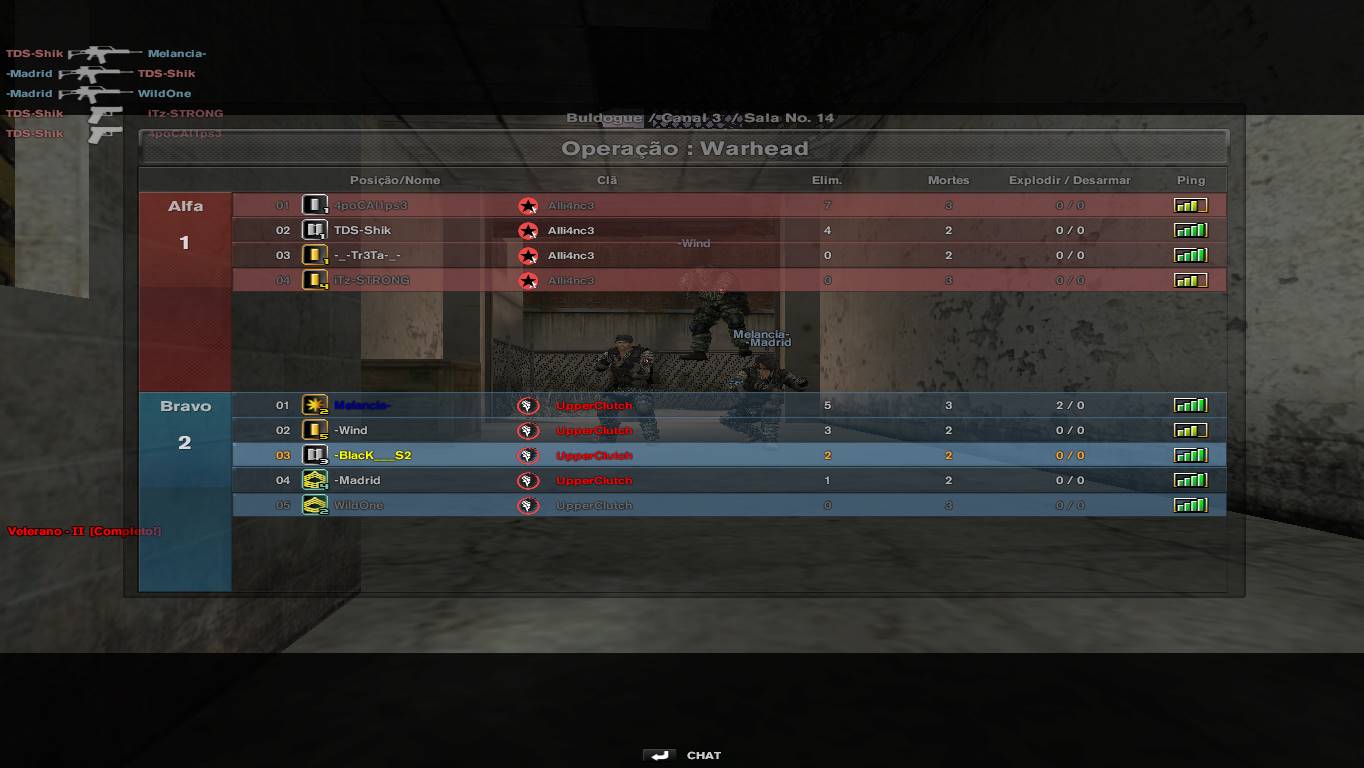 TDS-Shik Melancia-
-Madrid TDS-Shik
-Madrid WildOne
TDS-Shik iTz-STRONG
TDS-Shik 4poCAl1ps3
Buldogue / Canal 3 / Sala No. 14
Operação : Warhead
Posição/Nome Clã Elim. Mortes Explodir / Desarmar Ping
Alfa
1
01 4poCAl1ps3 Alli4nc3 7 3 0 / 0
02 TDS-Shik Alli4nc3 4 2 0 / 0
-Wind
03 -_-Tr3Ta-_- Alli4nc3 0 2 0 / 0
04 iTz-STRONG Alli4nc3 0 3 0 / 0
Melancia-
-Madrid
Bravo
2
01 Melancia- UpperClutch 5 3 2 / 0
02 -Wind UpperClutch 3 2 0 / 0
03 -BlacK___S2 UpperClutch 2 2 0 / 0
04 -Madrid UpperClutch 1 2 0 / 0
05 WildOne UpperClutch 0 3 0 / 0
Veterano - II [Completo!]
CHAT